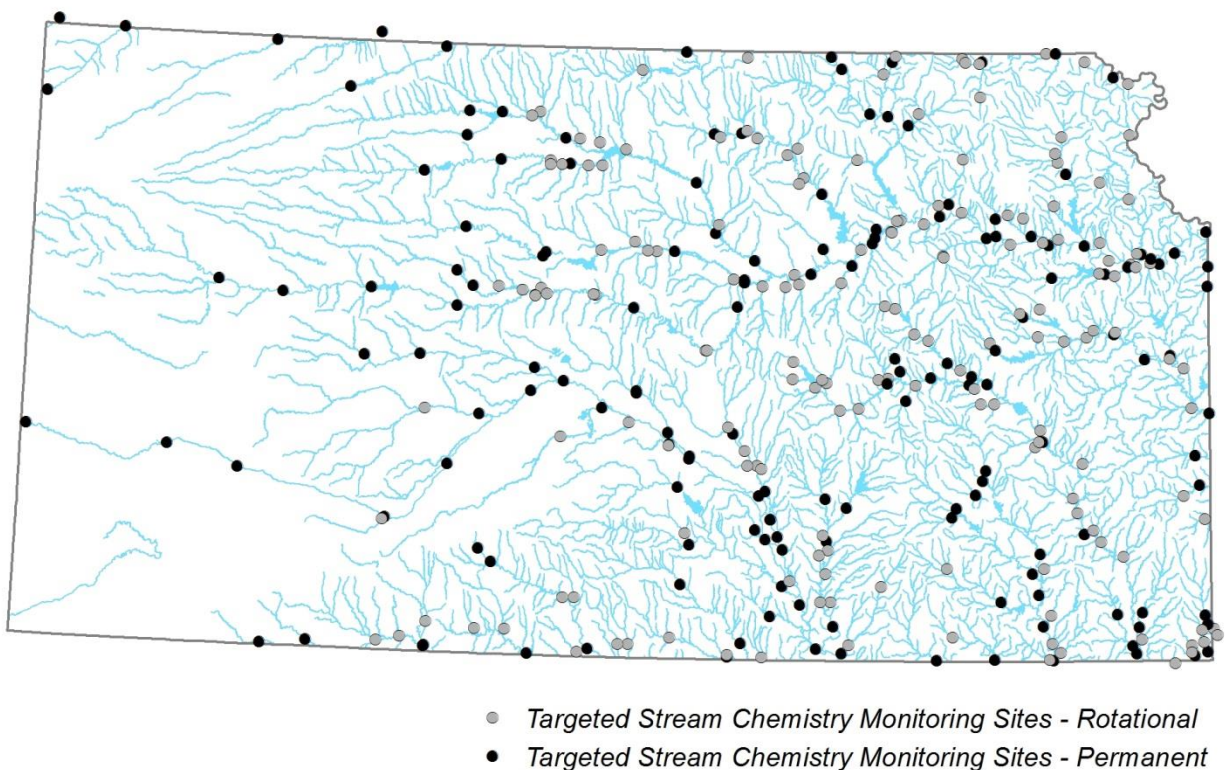 Targeted Stream Chemistry Monitoring Sites - Rotational
Targeted Stream Chemistry Monitoring Sites - Permanent